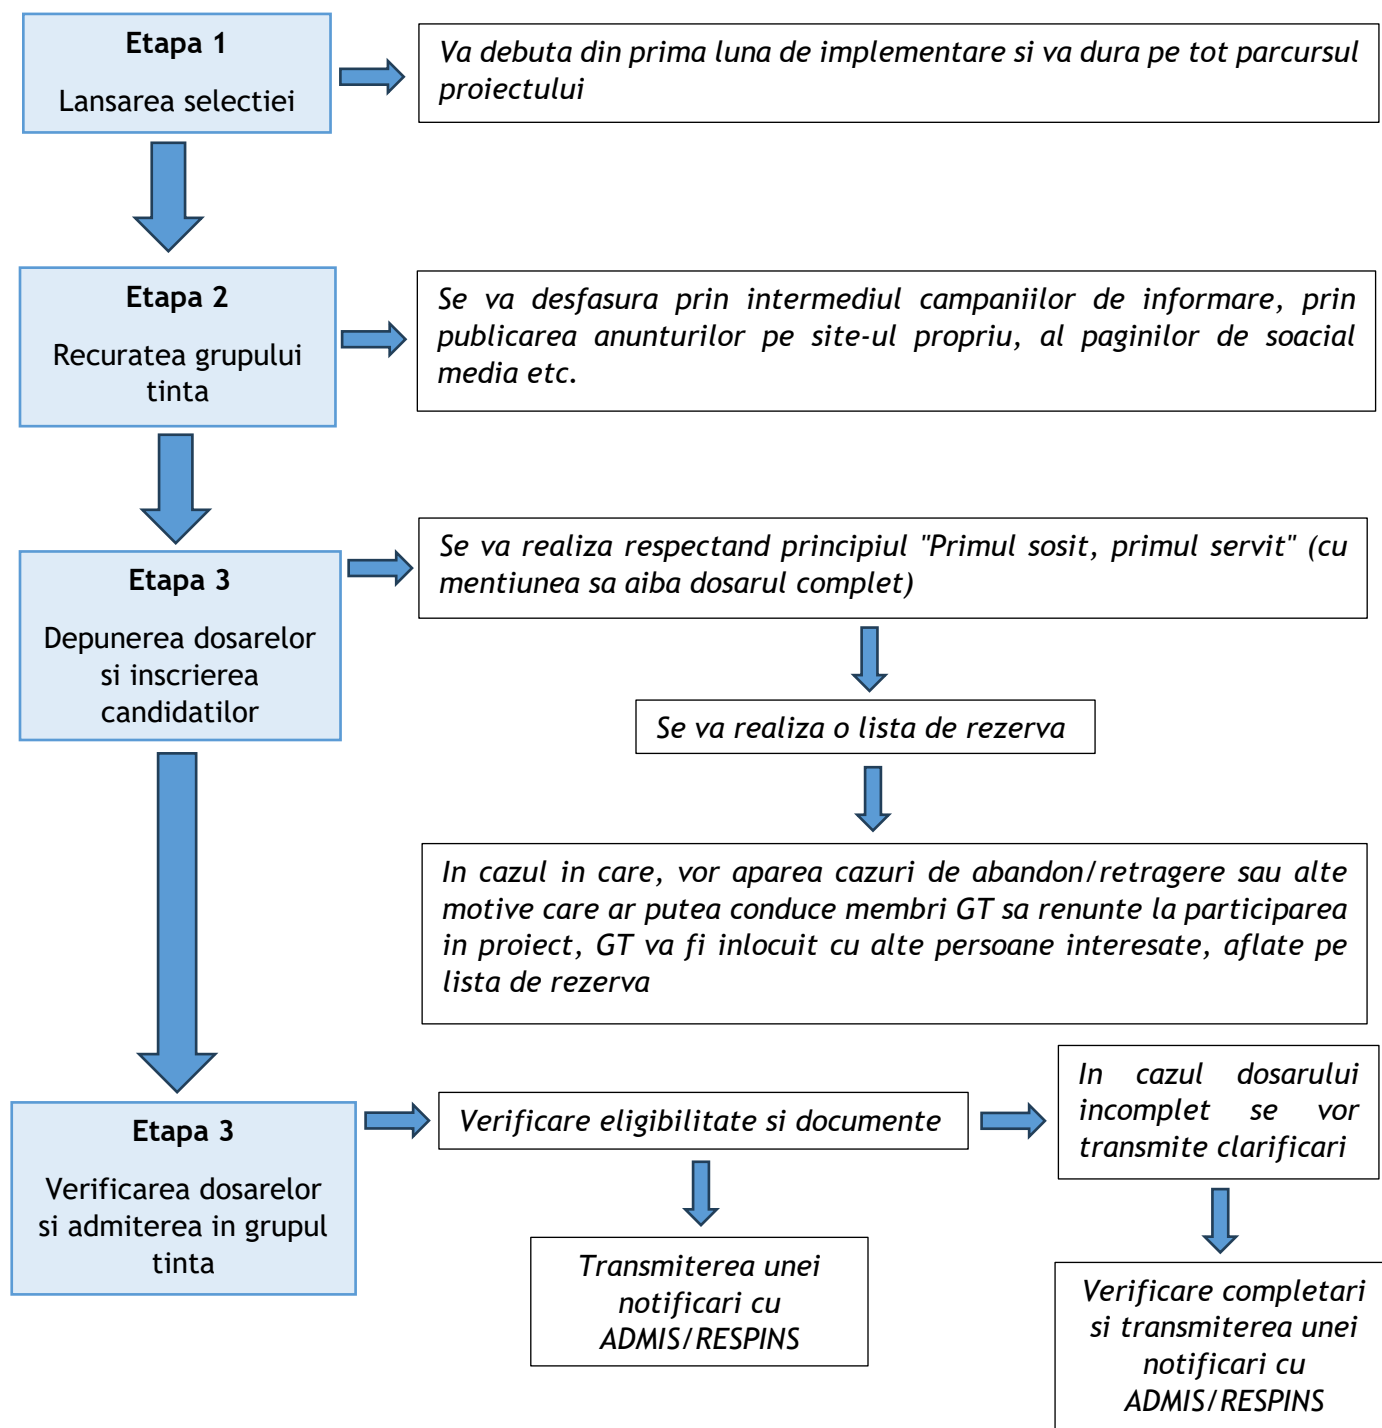 Etapa 1
Lansarea selectiei
Va debuta din prima luna de implementare si va dura pe tot parcursul
proiectului
Etapa 2
Recuratea grupului
tinta
Se va desfasura prin intermediul campaniilor de informare, prin
publicarea anunturilor pe site-ul propriu, al paginilor de soacial
media etc.
Etapa 3
Depunerea dosarelor
si inscrierea
candidatilor
Se va realiza respectand principiul "Primul sosit, primul servit" (cu
mentiunea sa aiba dosarul complet)
Se va realiza o lista de rezerva
In cazul in care, vor aparea cazuri de abandon/retragere sau alte
motive care ar putea conduce membri GT sa renunte la participarea
in proiect, GT va fi inlocuit cu alte persoane interesate, aflate pe
lista de rezerva
Etapa 3
Verificarea dosarelor
si admiterea in grupul
tinta
Verificare eligibilitate si documente
In cazul dosarului
incomplet se vor
transmite clarificari
Transmiterea unei
notificari cu
ADMIS/RESPINS
Verificare completari
si transmiterea unei
notificari cu
ADMIS/RESPINS